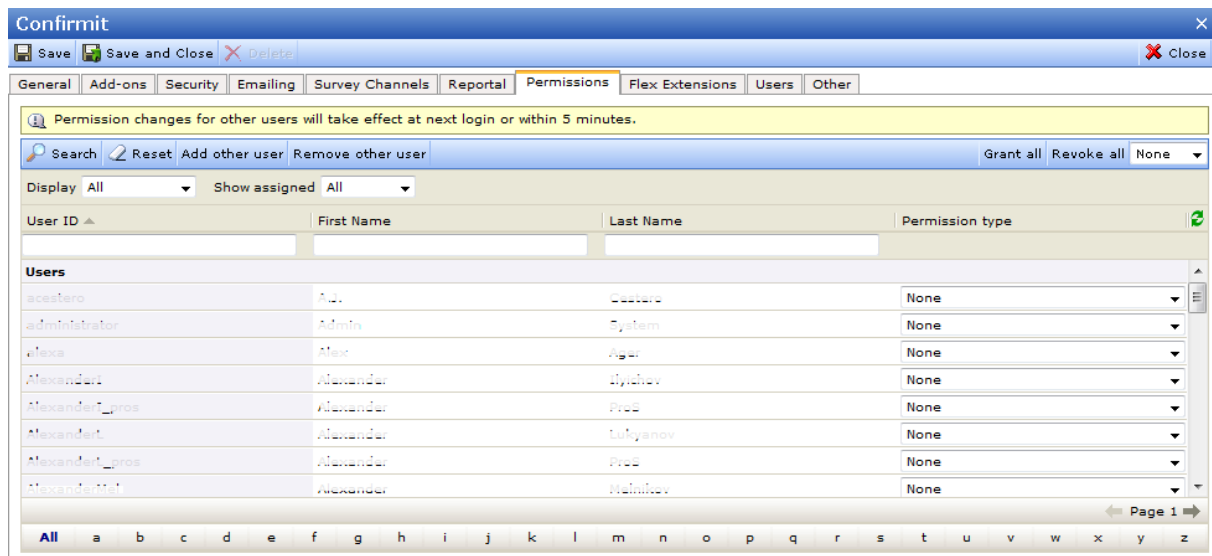 Confirmit
Save Save and Close Delete Close
General Add-ons Security Emailing Survey Channels Reportal Permissions Flex Extensions Users Other
Permission changes for other users will take effect at next login or within 5 minutes.
Search Reset Add other user Remove other user Grant all Revoke all None
Display All Show assigned All
User ID First Name Last Name Permission type
Users
acestero A.J. Cestero None
administrator Admin System None
alexa Alex None
AlexanderI Alexander None
AlexanderI_pros Alexander ProS None
AlexanderL Alexander Lukyanov None
AlexanderL_pros Alexander ProS None
AlexanderMel Alexander Melnikov None
Page 1
All a b c d e f g h i j k l m n o p q r s t u v w x y z